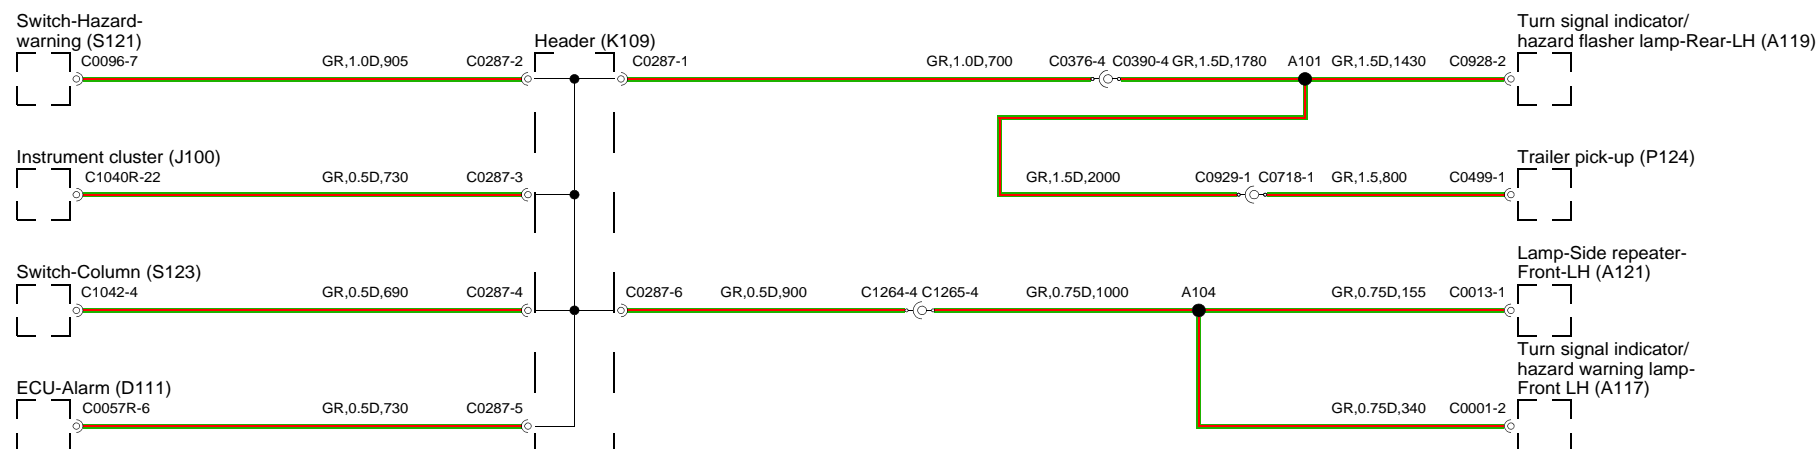 Switch-Hazard-
warning (S121)
Header (K109)
Turn signal indicator/
hazard flasher lamp-Rear-LH (A119)
C0096-7 GR,1.0D,905 C0287-2 C0287-1 GR,1.0D,700 C0376-4 C0390-4 GR,1.5D,1780 A101 GR,1.5D,1430 C0928-2
Instrument cluster (J100)
Trailer pick-up (P124)
C1040R-22 GR,0.5D,730 C0287-3 GR,1.5D,2000 C0929-1 C0718-1 GR,1.5,800 C0499-1
Switch-Column (S123)
Lamp-Side repeater-
Front-LH (A121)
C1042-4 GR,0.5D,690 C0287-4 C0287-6 GR,0.5D,900 C1264-4 C1265-4 GR,0.75D,1000 A104 GR,0.75D,155 C0013-1
ECU-Alarm (D111)
Turn signal indicator/
hazard warning lamp-
Front LH (A117)
C0057R-6 GR,0.5D,730 C0287-5 GR,0.75D,340 C0001-2